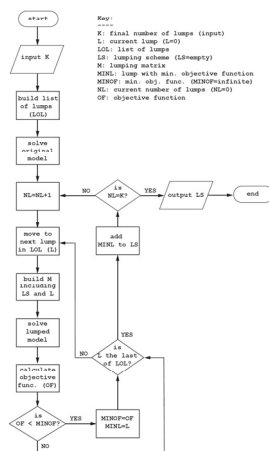 start
Key:
----
K: final number of lumps (input)
L: current lump (L=0)
LOL: list of lumps
LS: lumping scheme (LS=empty)
M: lumping matrix
MINL: lump with min. objective function
MINOF: min. obj. func. (MINOF=infinite)
NL: current number of lumps (NL=0)
OF: objective function
input K
build list
of lumps
(LOL)
solve
original
model
NL=NL+1
NO
is
NL=K?
YES
output LS
end
move to
next lump
in LOL (L)
add
MINL to LS
build M
including
LS and L
YES
solve
lumped
model
NO
is
L the last
of LOL?
calculate
objective
func. (OF)
is
OF < MINOF?
YES
MINOF=OF
MINL=L
NO